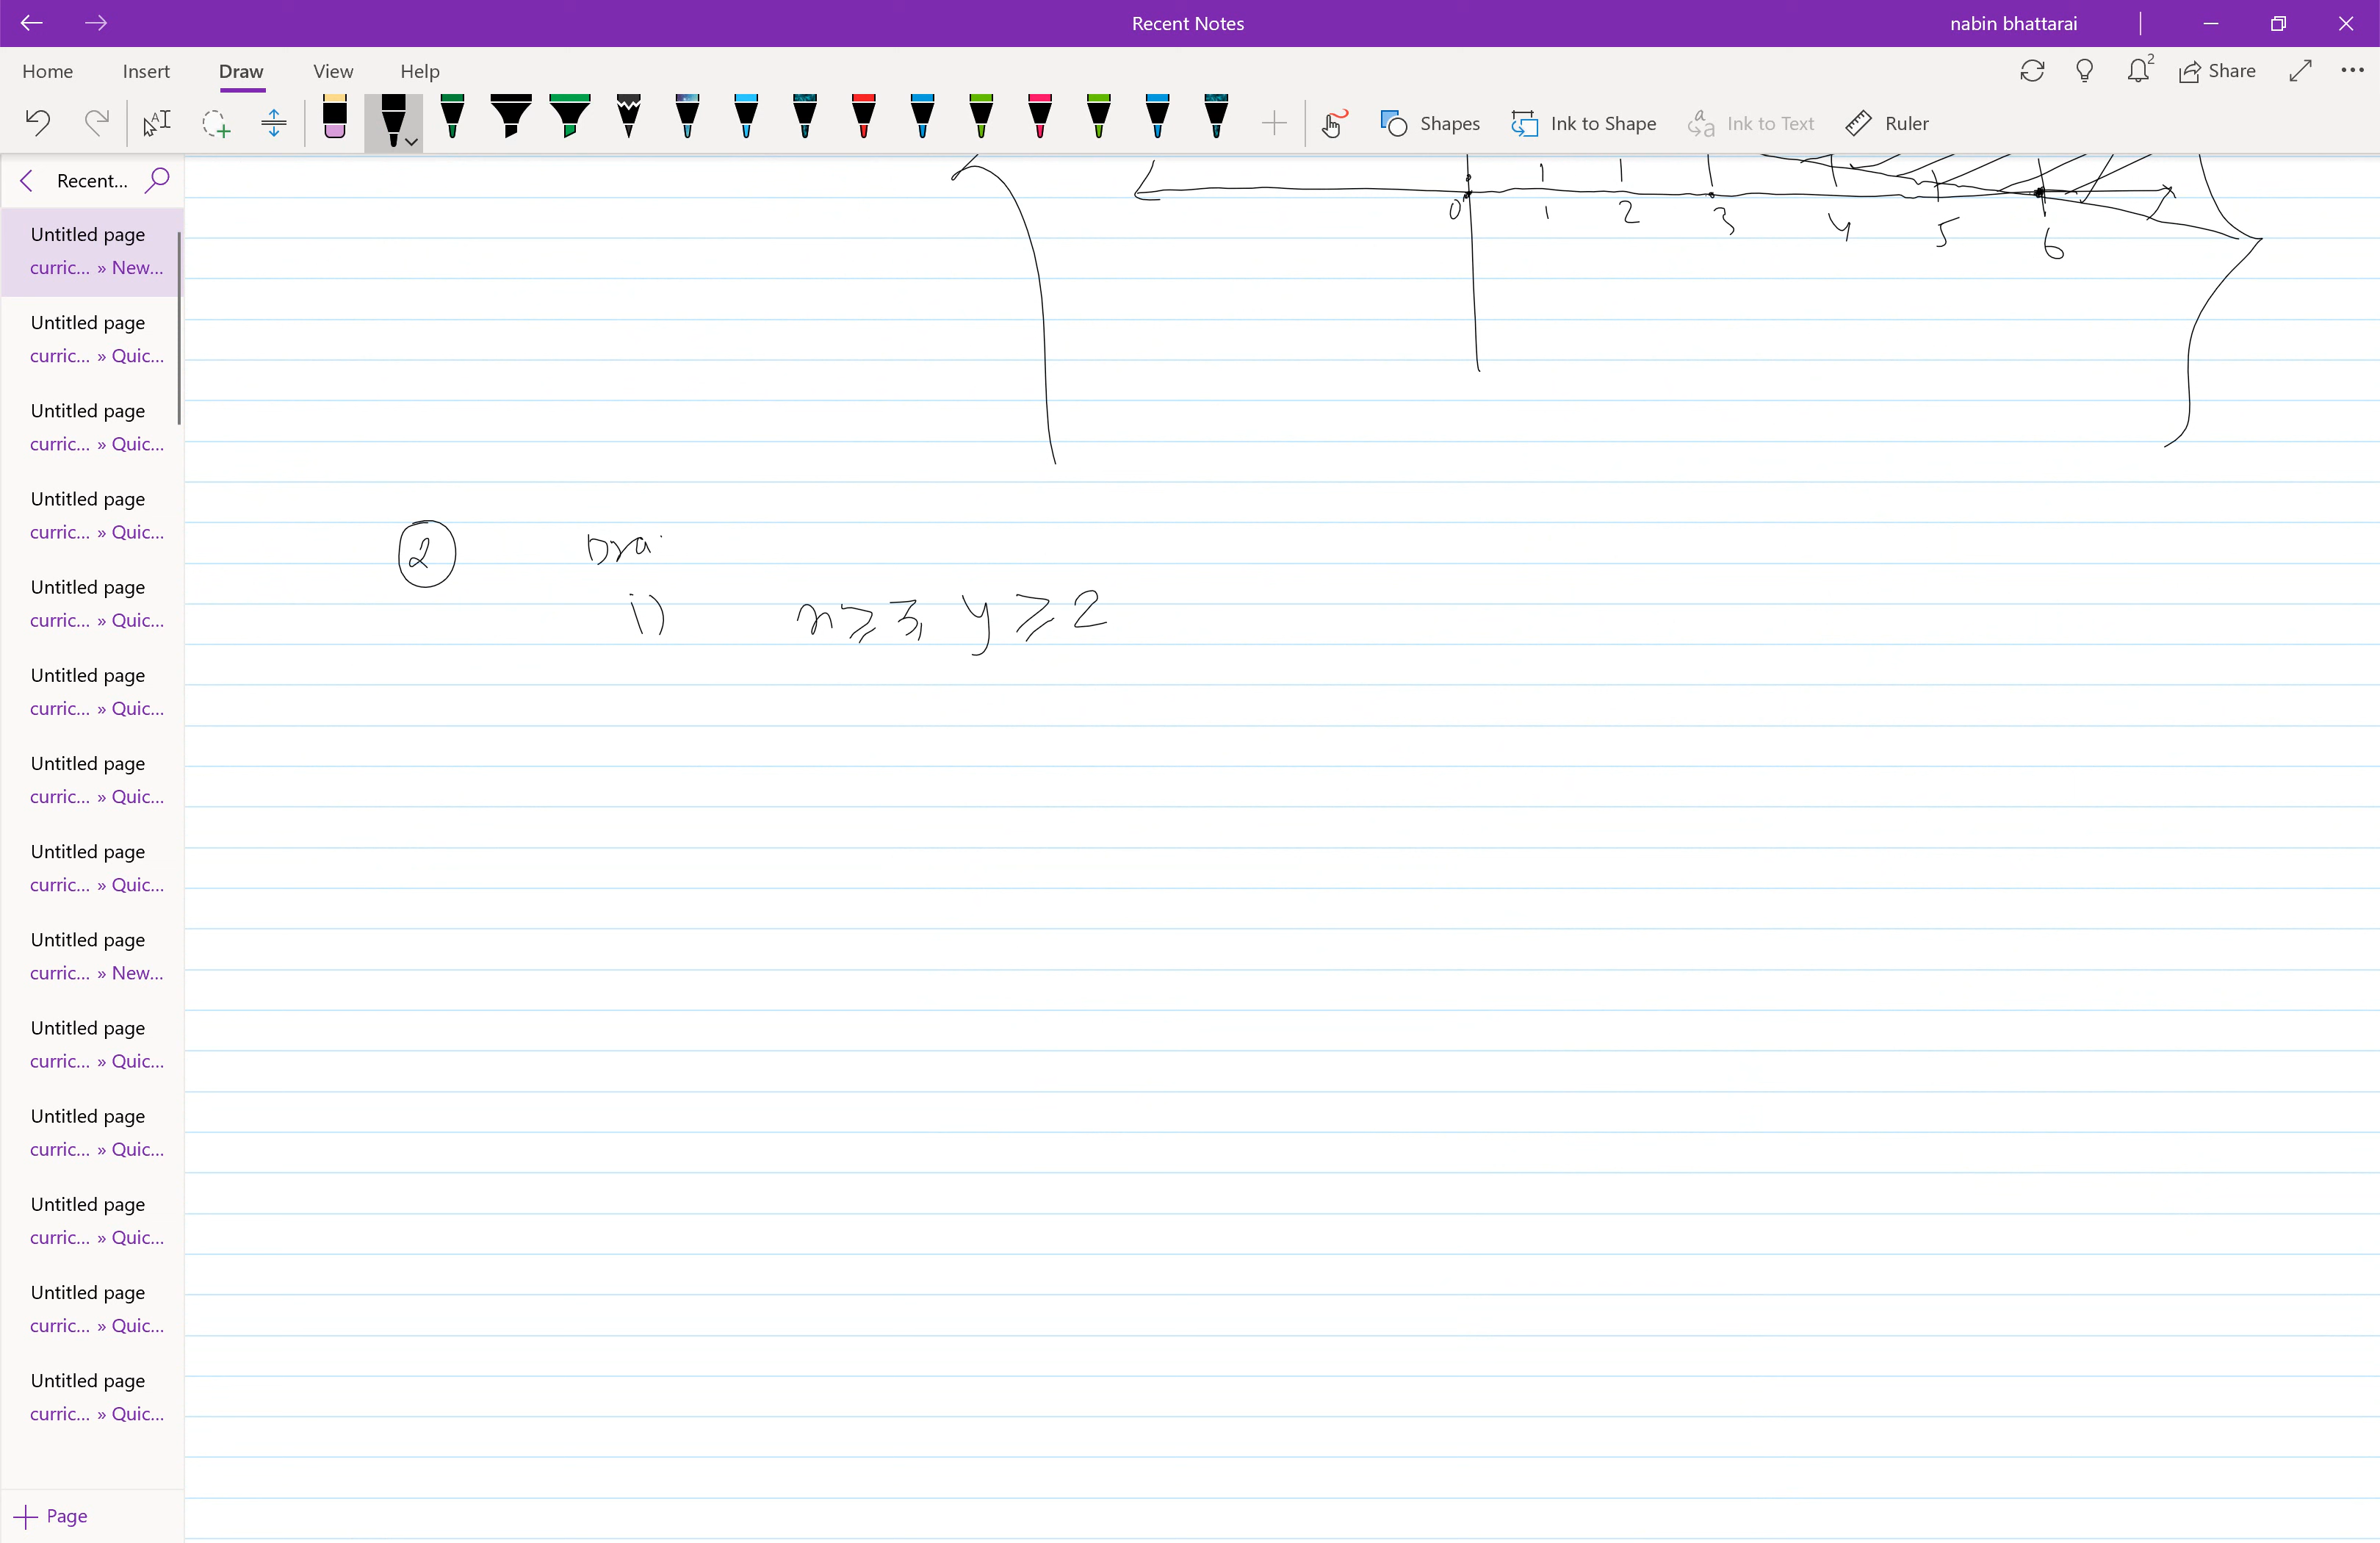 Recent Notes
nabin bhattarai
Home Insert Draw View Help
2
Share
Shapes
Ink to Shape
Ink to Text
Ruler
Recent...
Untitled page
curric... » New...
Untitled page
curric... » Quic...
Untitled page
curric... » Quic...
Untitled page
curric... » Quic...
Untitled page
curric... » Quic...
Untitled page
curric... » Quic...
Untitled page
curric... » Quic...
Untitled page
curric... » Quic...
Untitled page
curric... » New...
Untitled page
curric... » Quic...
Untitled page
curric... » Quic...
Untitled page
curric... » Quic...
Untitled page
curric... » Quic...
Untitled page
curric... » Quic...
Page
0 1 2 3 4 5 6
2 Dra
i) x ≥ 3, y ≥ 2